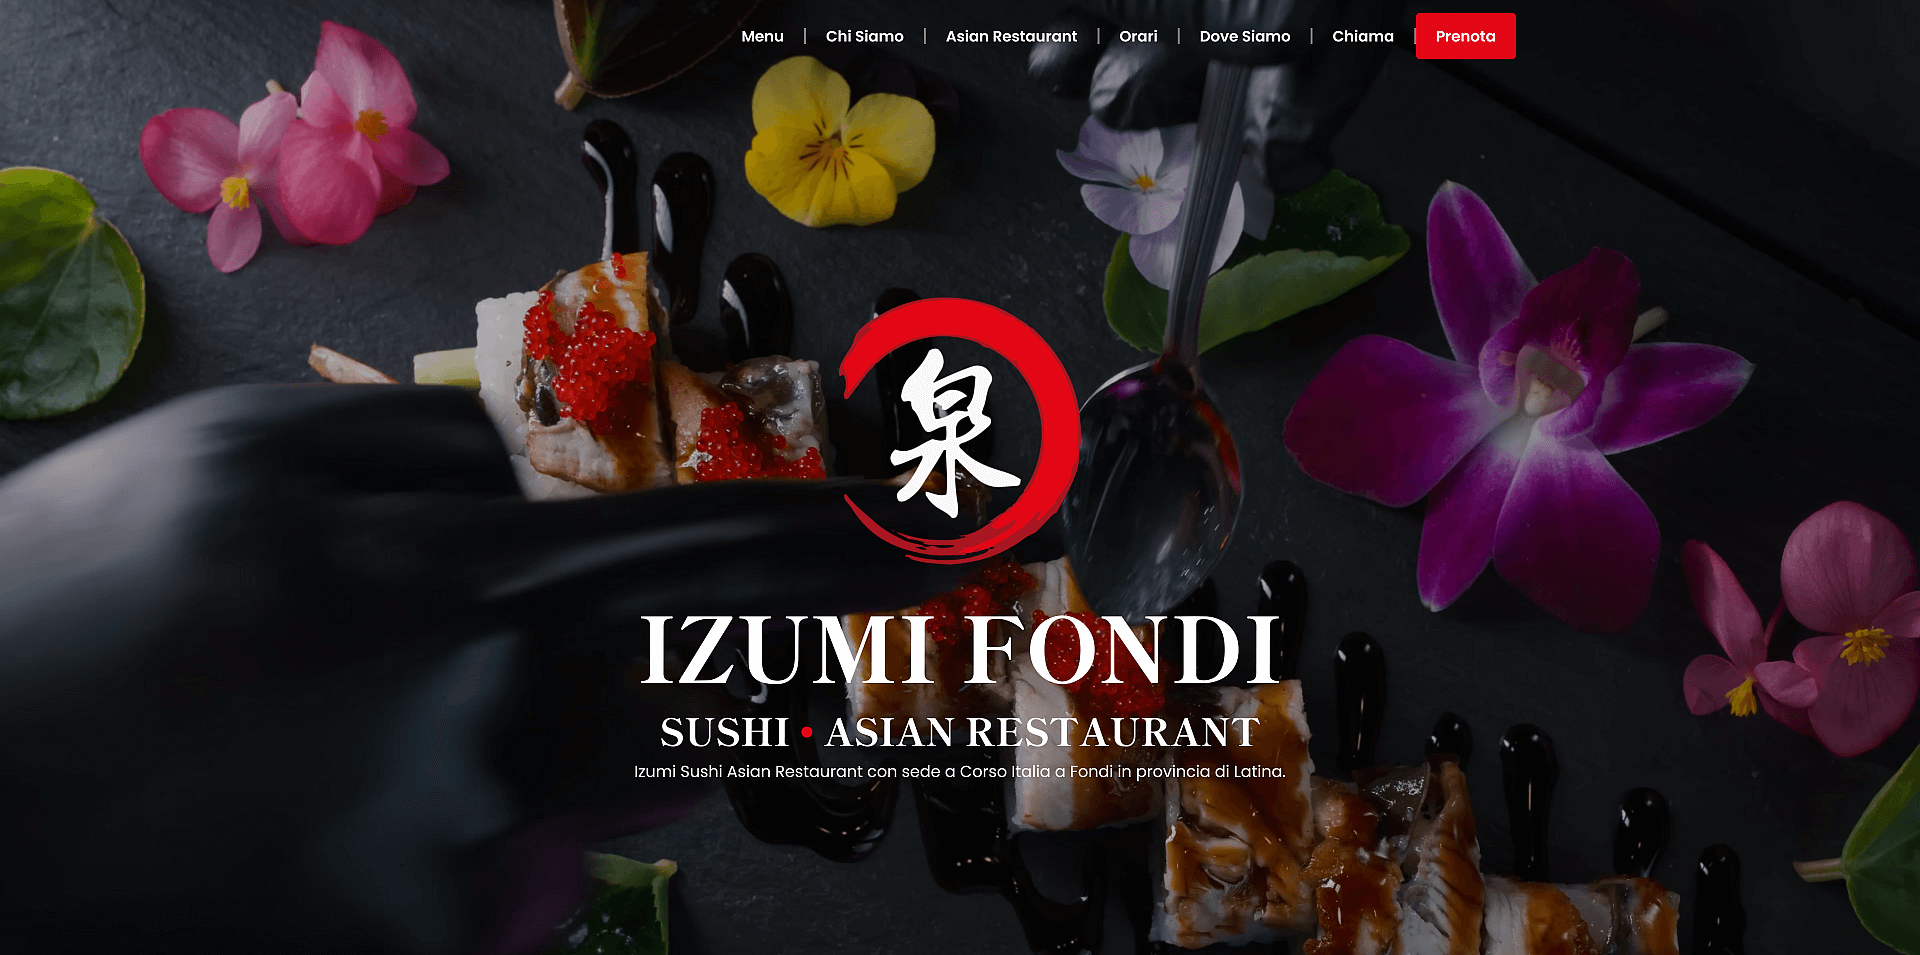 Menu | Chi Siamo | Asian Restaurant | Orari | Dove Siamo | Chiama | Prenota
泉
IZUMI FONDI
SUSHI • ASIAN RESTAURANT
Izumi Sushi Asian Restaurant con sede a Corso Italia a Fondi in provincia di Latina.